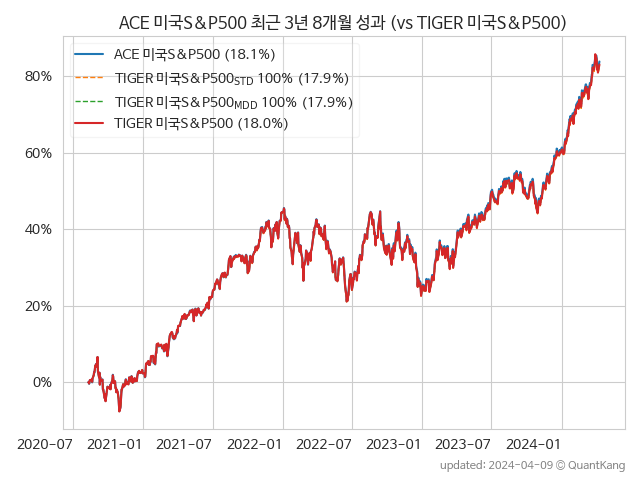 ACE 미국S&P500 최근 3년 8개월 성과 (vs TIGER 미국S&P500)
ACE 미국S&P500 (18.1%)
TIGER 미국S&P500STD 100% (17.9%)
TIGER 미국S&P500MDD 100% (17.9%)
TIGER 미국S&P500 (18.0%)
80%
60%
40%
20%
0%
2020-07 2021-01 2021-07 2022-01 2022-07 2023-01 2023-07 2024-01
updated: 2024-04-09 © QuantKang